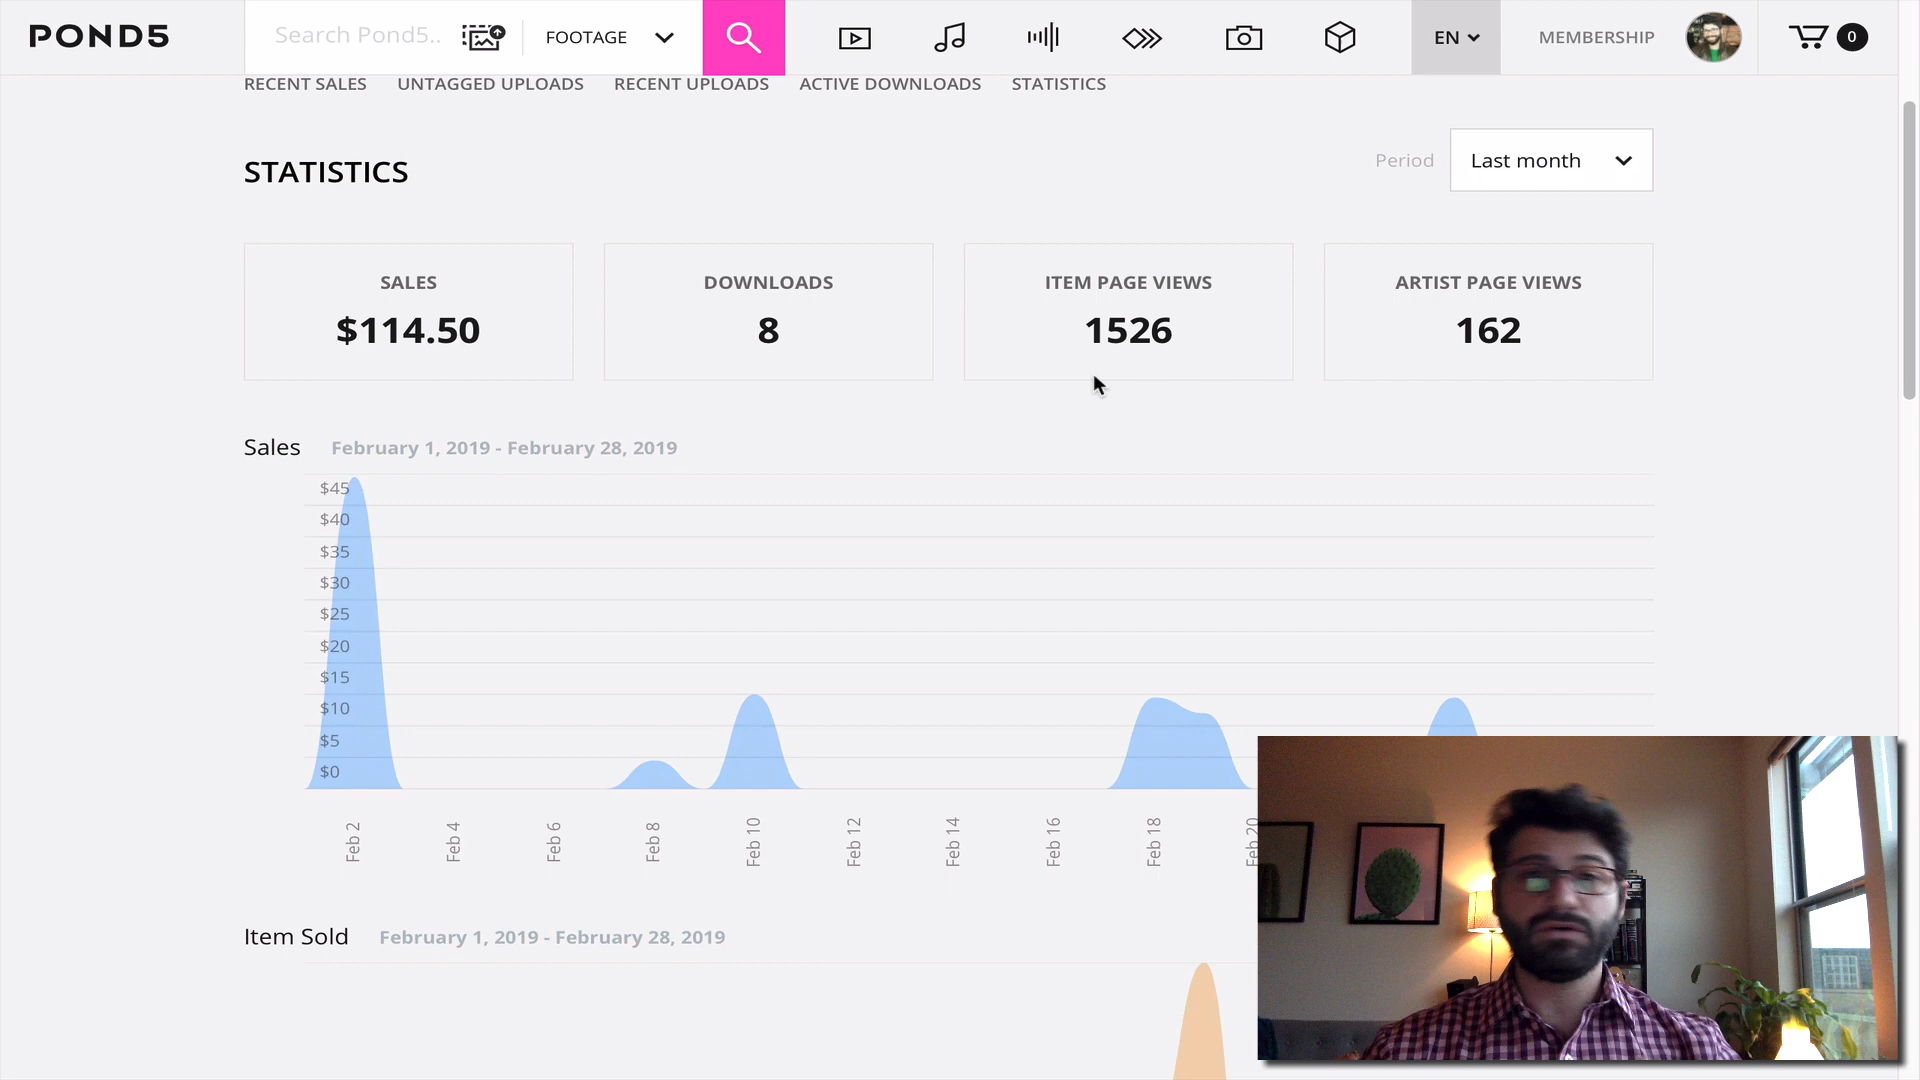 POND5
Search Pond5..
FOOTAGE
EN
MEMBERSHIP
0
RECENT SALES
UNTAGGED UPLOADS
RECENT UPLOADS
ACTIVE DOWNLOADS
STATISTICS
STATISTICS
Period
Last month
SALES
$114.50
DOWNLOADS
8
ITEM PAGE VIEWS
1526
ARTIST PAGE VIEWS
162
Sales
February 1, 2019 - February 28, 2019
$45
$40
$35
$30
$25
$20
$15
$10
$5
$0
Feb 2
Feb 4
Feb 6
Feb 8
Feb 10
Feb 12
Feb 14
Feb 16
Feb 18
Feb 20
Item Sold
February 1, 2019 - February 28, 2019